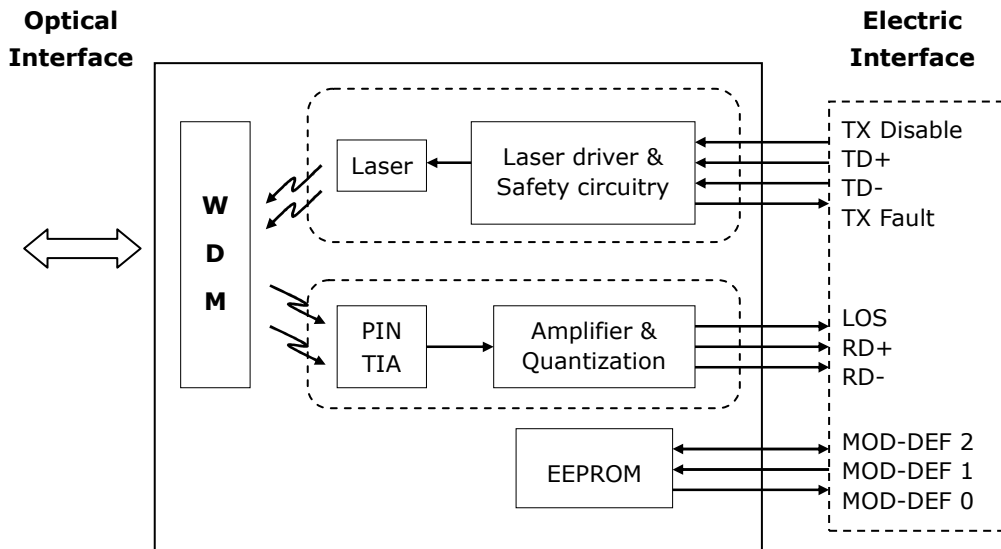 Optical
Interface
Electric
Interface
W
D
M
Laser
Laser driver &
Safety circuitry
TX Disable
TD+
TD-
TX Fault
PIN
TIA
Amplifier &
Quantization
LOS
RD+
RD-
EEPROM
MOD-DEF 2
MOD-DEF 1
MOD-DEF 0